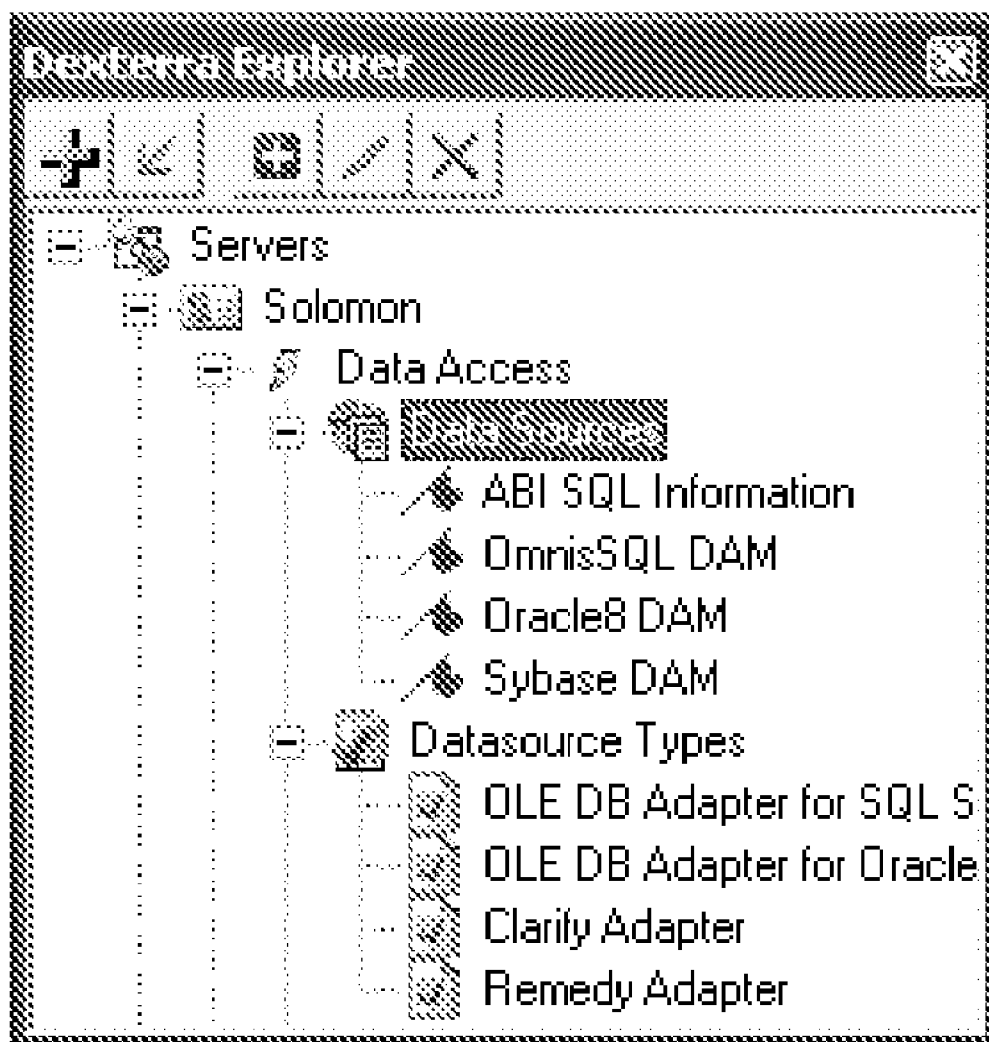 Dexterra Explorer
Servers
Solomon
Data Access
Data Sources
ABI SQL Information
OmnisSQL DAM
Oracle8 DAM
Sybase DAM
Datasource Types
OLE DB Adapter for SQL S
OLE DB Adapter for Oracle
Clarify Adapter
Remedy Adapter